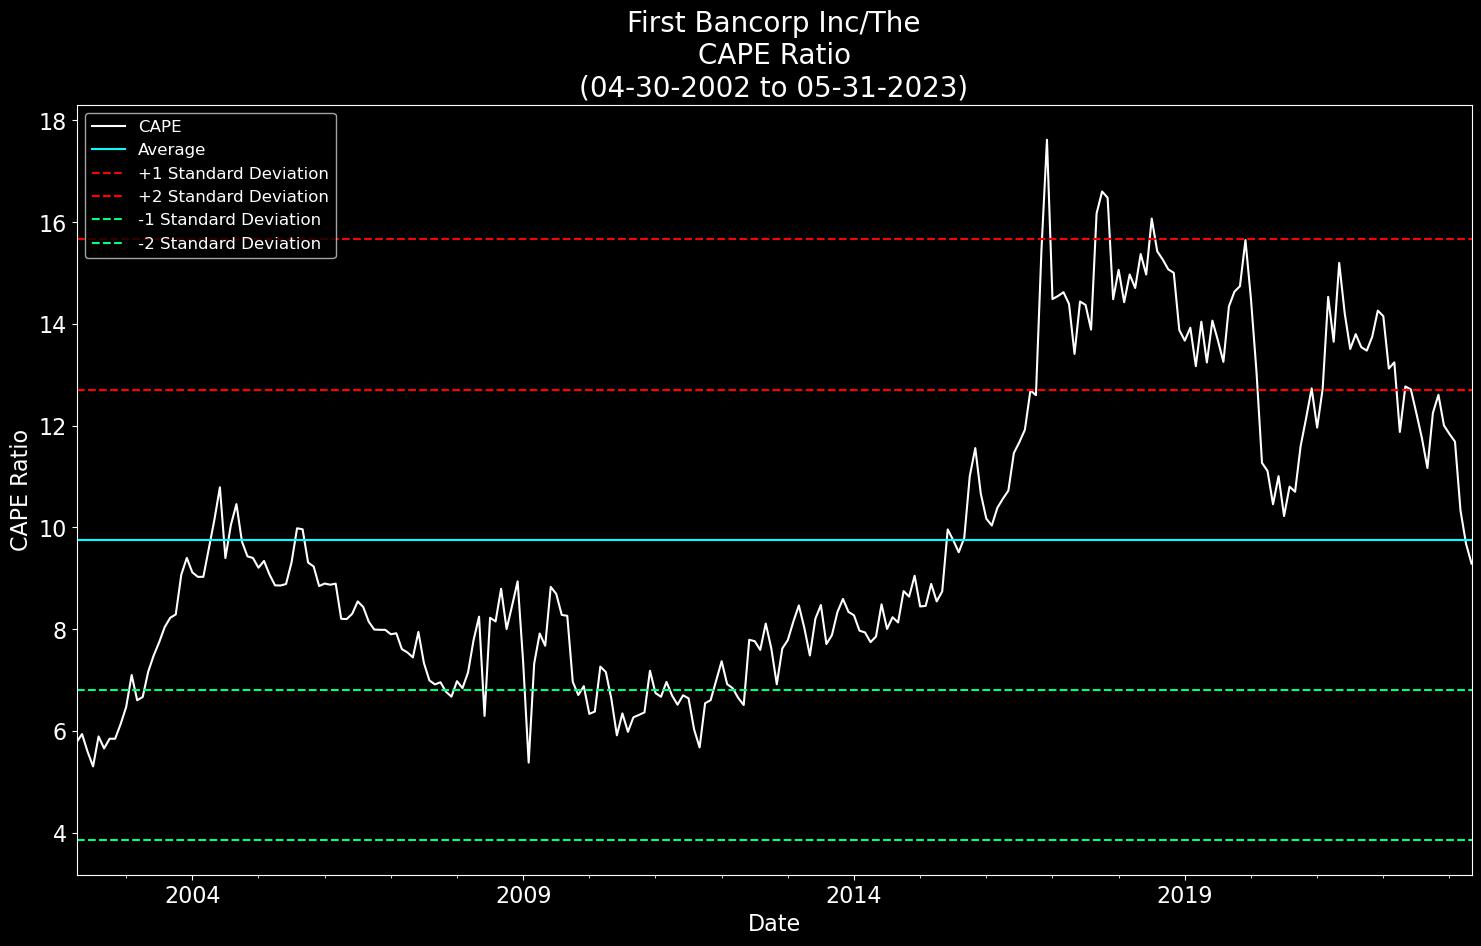 First Bancorp Inc/The
CAPE Ratio
(04-30-2002 to 05-31-2023)
CAPE
Average
+1 Standard Deviation
+2 Standard Deviation
-1 Standard Deviation
-2 Standard Deviation
18
16
14
12
10
8
6
4
CAPE Ratio
2004
2009
2014
2019
Date